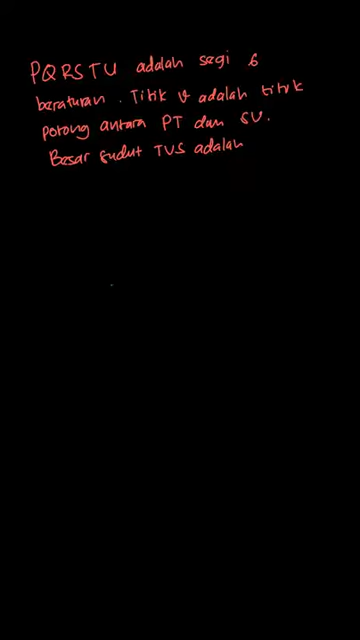 PQRSTU adalah segi 6
beraturan. Titik V adalah titik
potong antara PT dan SU.
Besar sudut TVS adalah